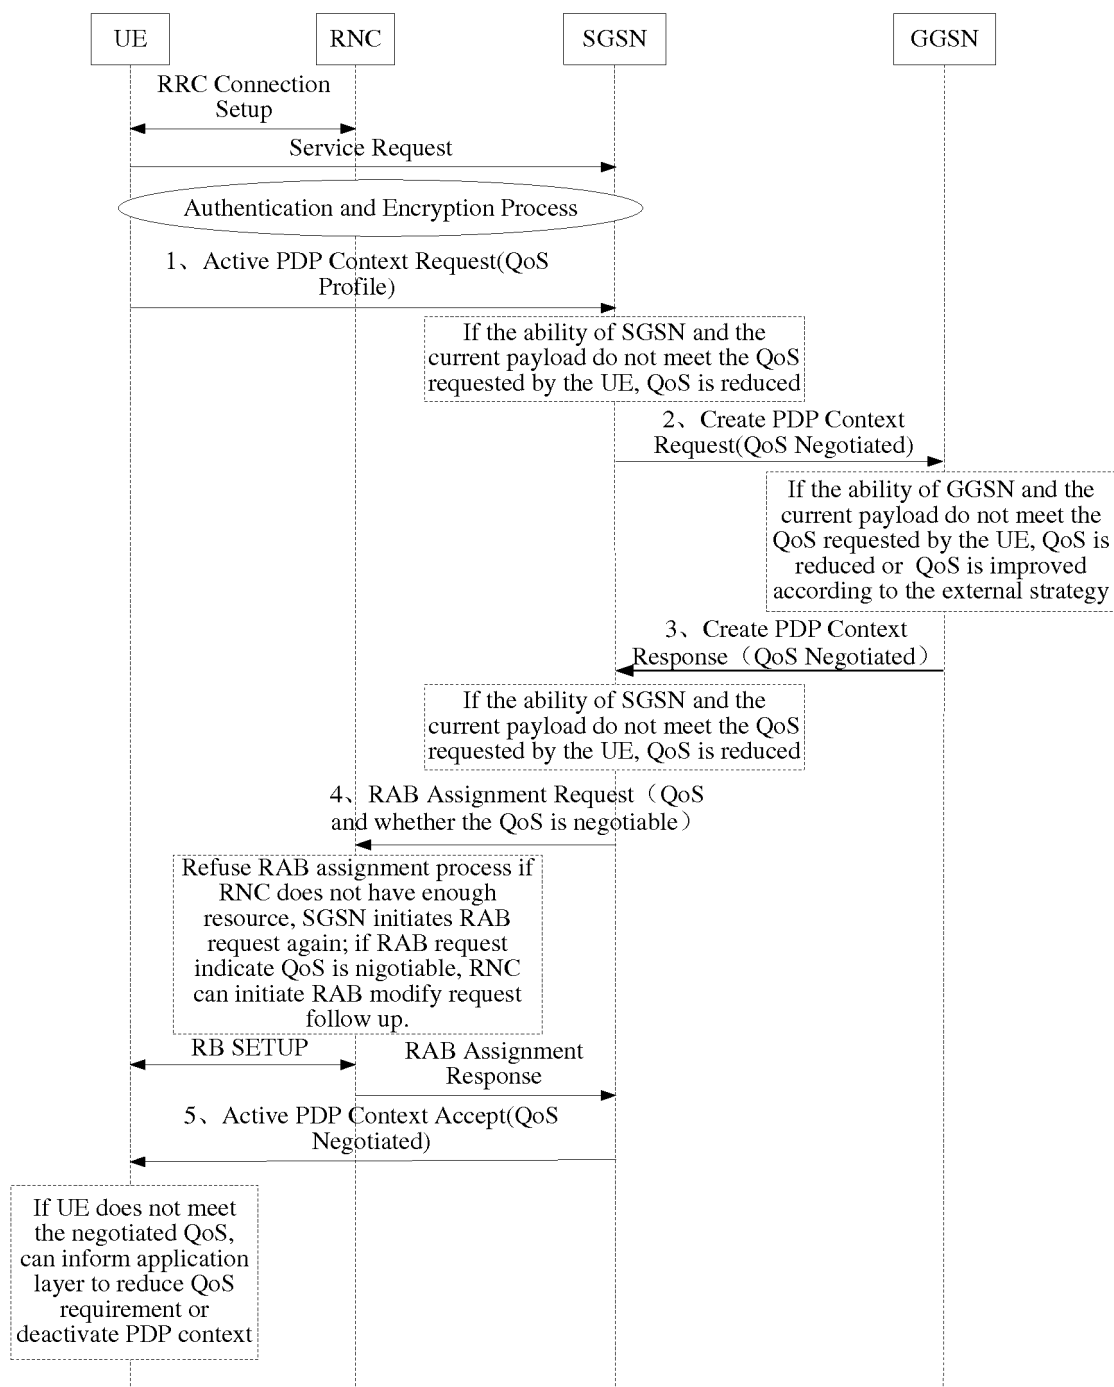 UE
RNC
SGSN
GGSN
RRC Connection
Setup
Service Request
Authentication and Encryption Process
1、Active PDP Context Request(QoS
Profile)
If the ability of SGSN and the
current payload do not meet the QoS
requested by the UE, QoS is reduced
2、Create PDP Context
Request(QoS Negotiated)
If the ability of GGSN and the
current payload do not meet the
QoS requested by the UE, QoS is
reduced or QoS is improved
according to the external strategy
3、Create PDP Context
Response（QoS Negotiated）
If the ability of SGSN and the
current payload do not meet the QoS
requested by the UE, QoS is reduced
4、RAB Assignment Request（QoS
and whether the QoS is negotiable）
Refuse RAB assignment process if
RNC does not have enough
resource, SGSN initiates RAB
request again; if RAB request
indicate QoS is nigotiable, RNC
can initiate RAB modify request
follow up.
RB SETUP
RAB Assignment
Response
5、Active PDP Context Accept(QoS
Negotiated)
If UE does not meet
the negotiated QoS,
can inform application
layer to reduce QoS
requirement or
deactivate PDP context